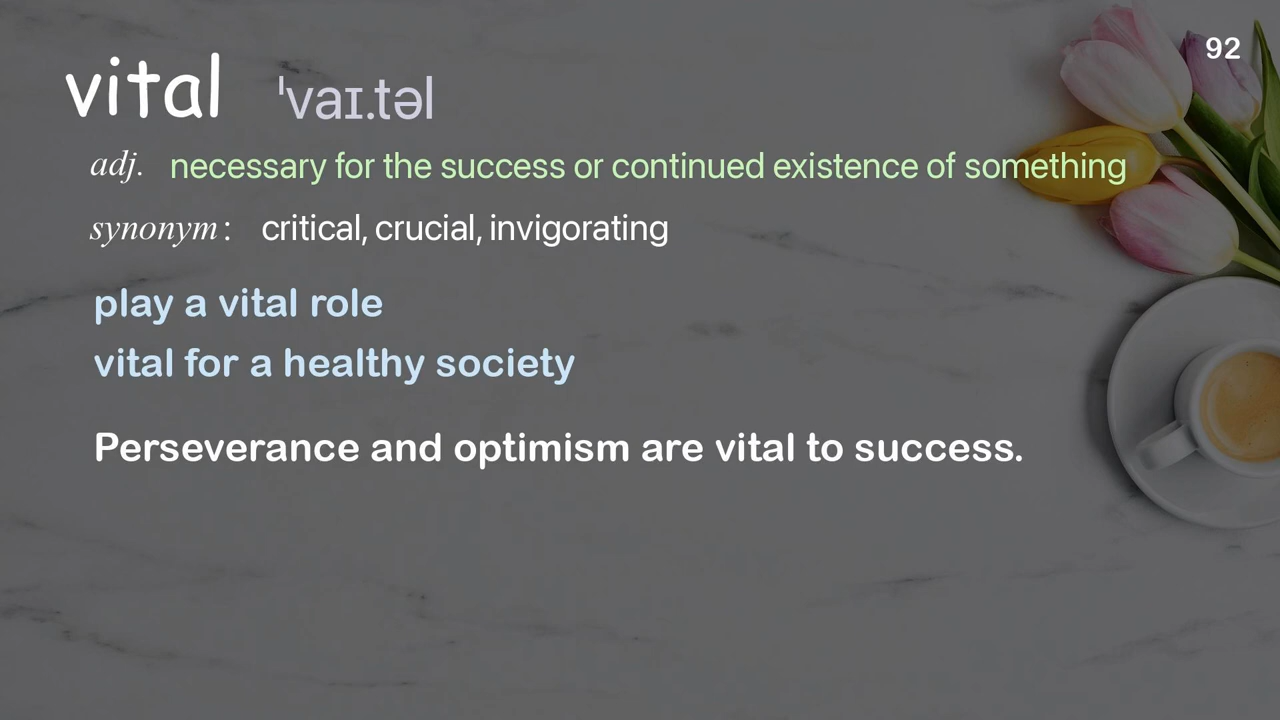 92
vital ˈvaɪ.təl
adj. necessary for the success or continued existence of something
synonym : critical, crucial, invigorating
play a vital role
vital for a healthy society
Perseverance and optimism are vital to success.